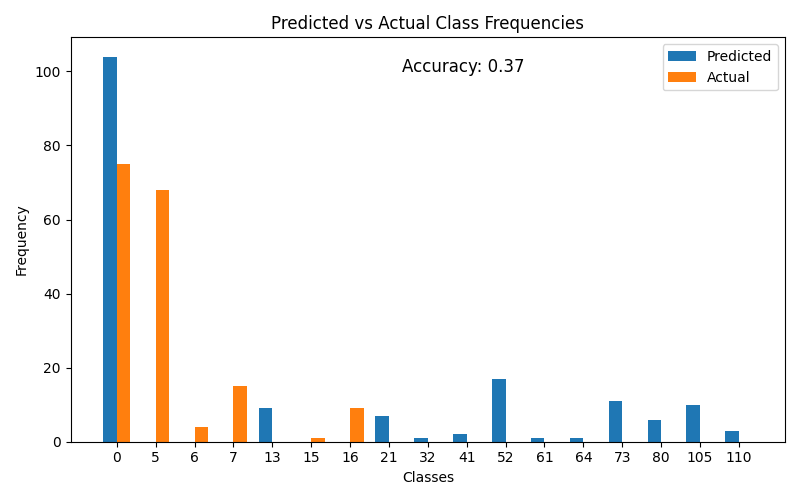 Predicted vs Actual Class Frequencies
Accuracy: 0.37
Predicted
Actual
Frequency
100
80
60
40
20
0
0 5 6 7 13 15 16 21 32 41 52 61 64 73 80 105 110
Classes